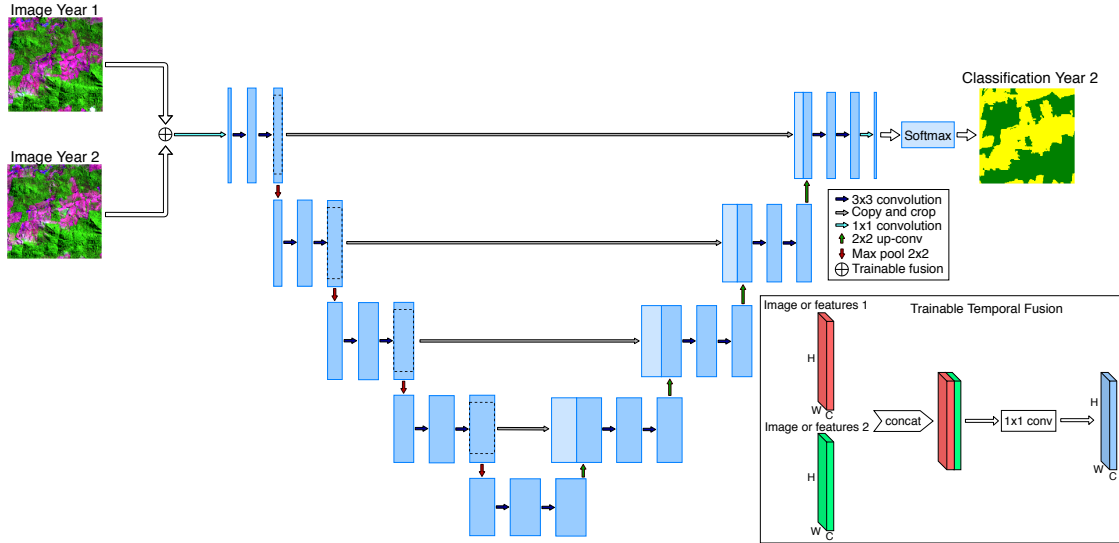 Image Year 1
Image Year 2
Classification Year 2
Softmax
3x3 convolution
Copy and crop
1x1 convolution
2x2 up-conv
Max pool 2x2
Trainable fusion
Trainable Temporal Fusion
Image or features 1
H
W
C
Image or features 2
H
W
C
concat
1x1 conv
H
W
C